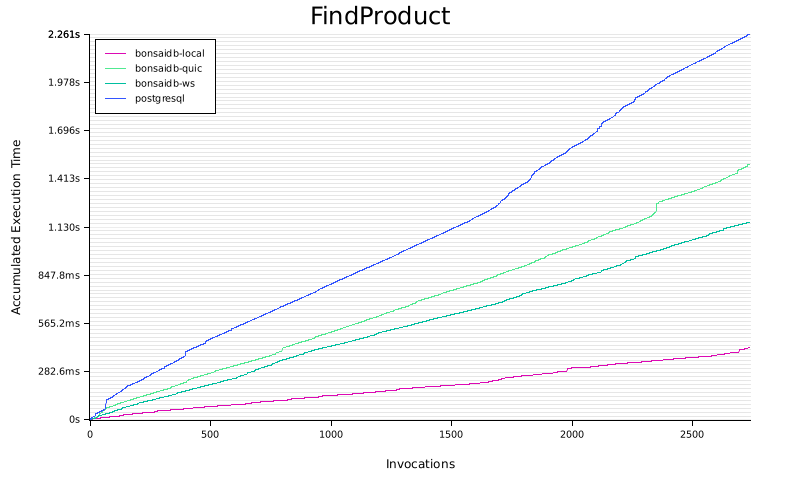 FindProduct
2.261s
1.978s
1.696s
1.413s
1.130s
847.8ms
565.2ms
282.6ms
0s
Accumulated Execution Time
bonsaidb-local
bonsaidb-quic
bonsaidb-ws
postgresql
0
500
1000
1500
2000
2500
Invocations